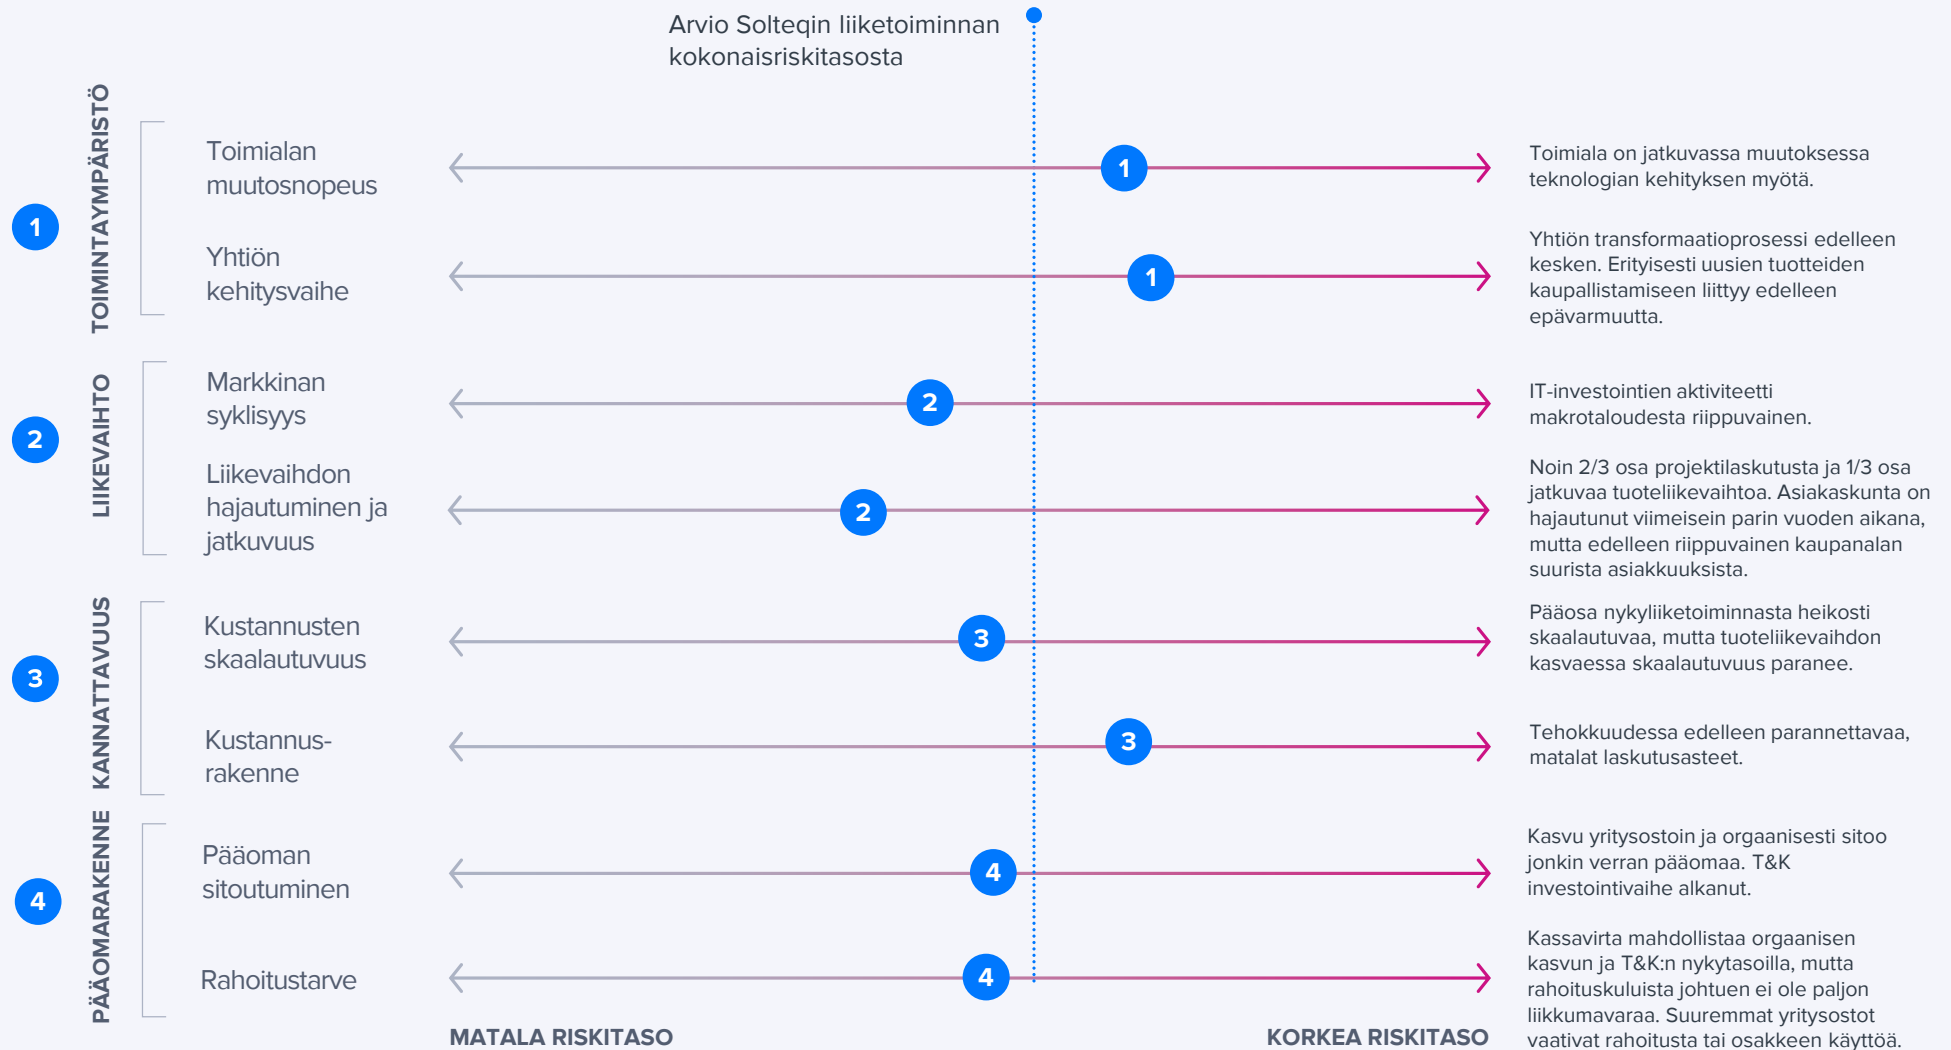 Arvio Solteqin liiketoiminnan
kokonaisriskitasosta
1
TOIMINTAYMPÄRISTÖ
Toimialan
muutosnopeus
1
Toimiala on jatkuvassa muutoksessa
teknologian kehityksen myötä.
Yhtiön
kehitysvaihe
1
Yhtiön transformaatioprosessi edelleen
kesken. Erityisesti uusien tuotteiden
kaupallistamiseen liittyy edelleen
epävarmuutta.
2
LIIKEVAIHTO
Markkinan
syklisyys
2
IT-investointien aktiviteetti
makrotaloudesta riippuvainen.
Liikevaihdon
hajautuminen ja
jatkuvuus
2
Noin 2/3 osa projektilaskutusta ja 1/3 osa
jatkuvaa tuoteliikevaihtoa. Asiakaskunta on
hajautunut viimeisein parin vuoden aikana,
mutta edelleen riippuvainen kaupanalan
suurista asiakkuuksista.
3
KANNATTAVUUS
Kustannusten
skaalautuvuus
3
Pääosa nykyliiketoiminnasta heikosti
skaalautuvaa, mutta tuoteliikevaihdon
kasvaessa skaalautuvuus paranee.
Kustannus-
rakenne
3
Tehokkuudessa edelleen parannettavaa,
matalat laskutusasteet.
4
PÄÄOMARAKENNE
Pääoman
sitoutuminen
4
Kasvu yritysostoin ja orgaanisesti sitoo
jonkin verran pääomaa. T&K
investointivaihe alkanut.
Rahoitustarve
4
Kassavirta mahdollistaa orgaanisen
kasvun ja T&K:n nykytasoilla, mutta
rahoituskuluista johtuen ei ole paljon
liikkumavaraa. Suuremmat yritysostot
vaativat rahoitusta tai osakkeen käyttöä.
MATALA RISKITASO
KORKEA RISKITASO